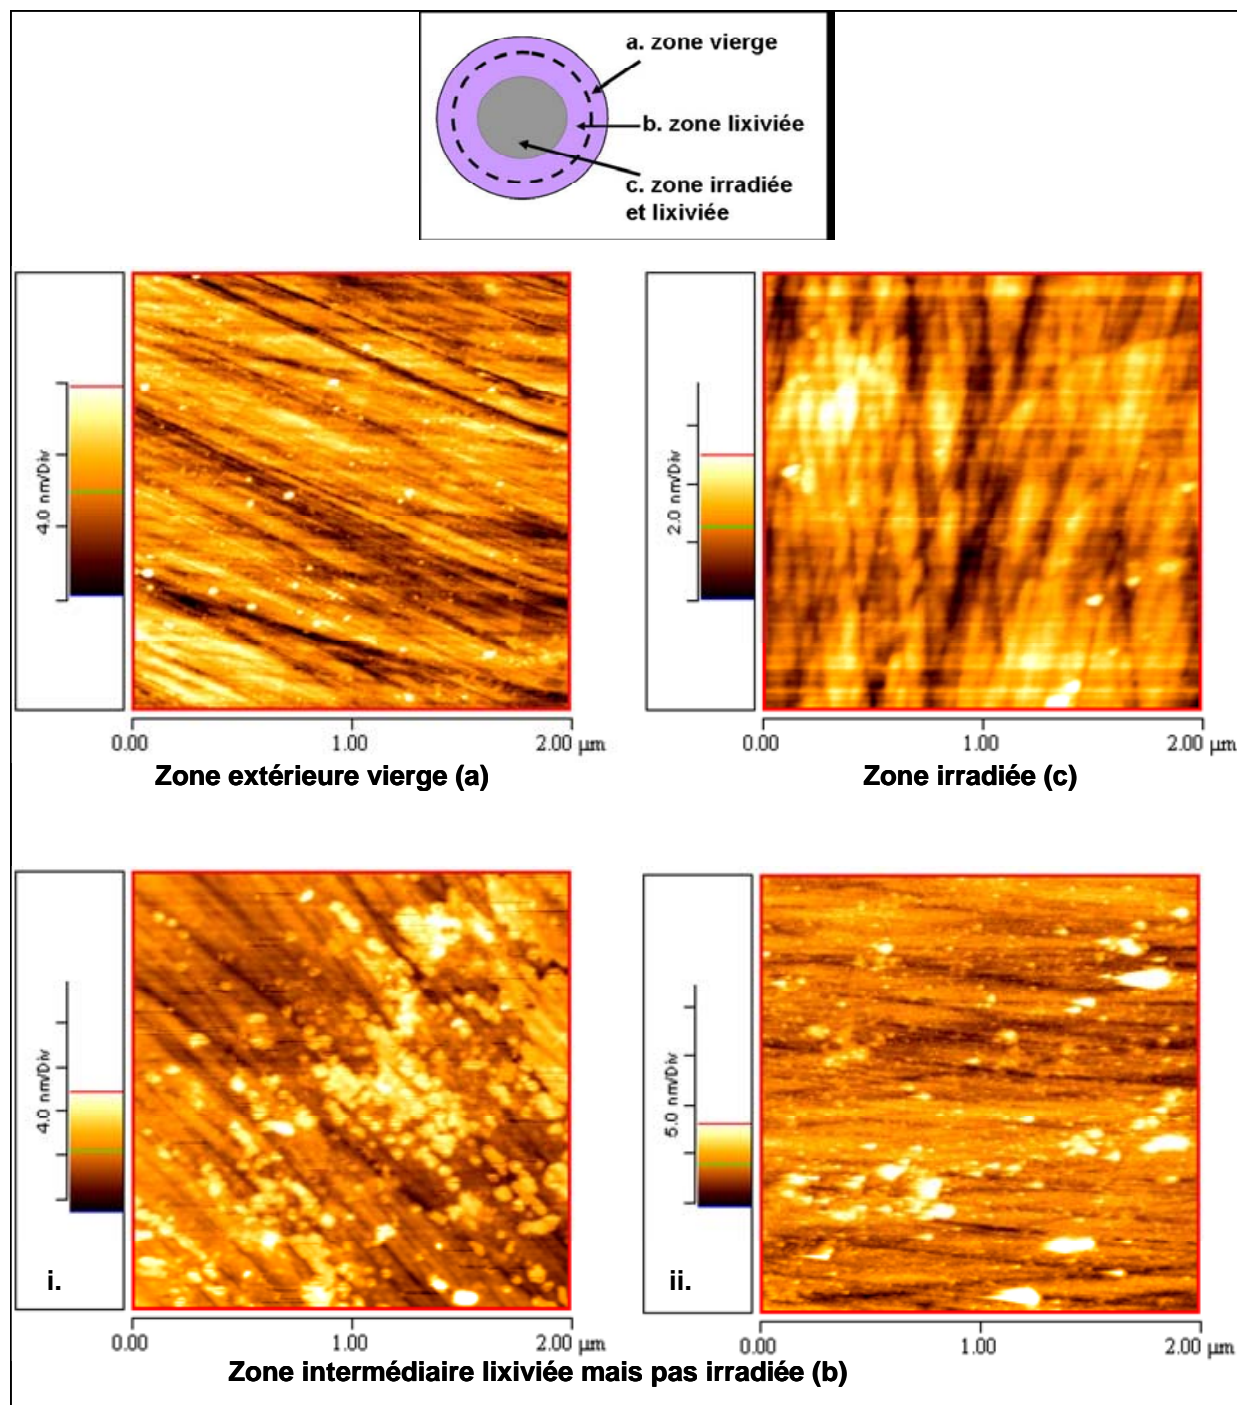 a. zone vierge
b. zone lixiviée
c. zone irradiée
et lixiviée
4.0 nm/Div
0.00 1.00 2.00 µm
Zone extérieure vierge (a)
2.0 nm/Div
0.00 1.00 2.00 µm
Zone irradiée (c)
4.0 nm/Div
i.
0.00 1.00 2.00 µm
5.0 nm/Div
ii.
0.00 1.00 2.00 µm
Zone intermédiaire lixiviée mais pas irradiée (b)